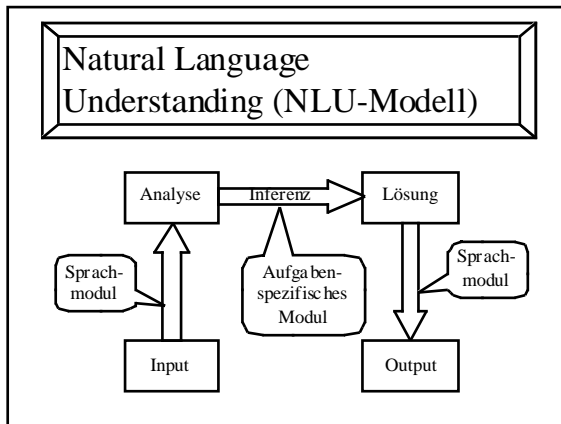 Natural Language
Understanding (NLU-Modell)
Analyse
Inferenz
Lösung
Sprach-
modul
Aufgaben-
spezifisches
Modul
Sprach-
modul
Input
Output